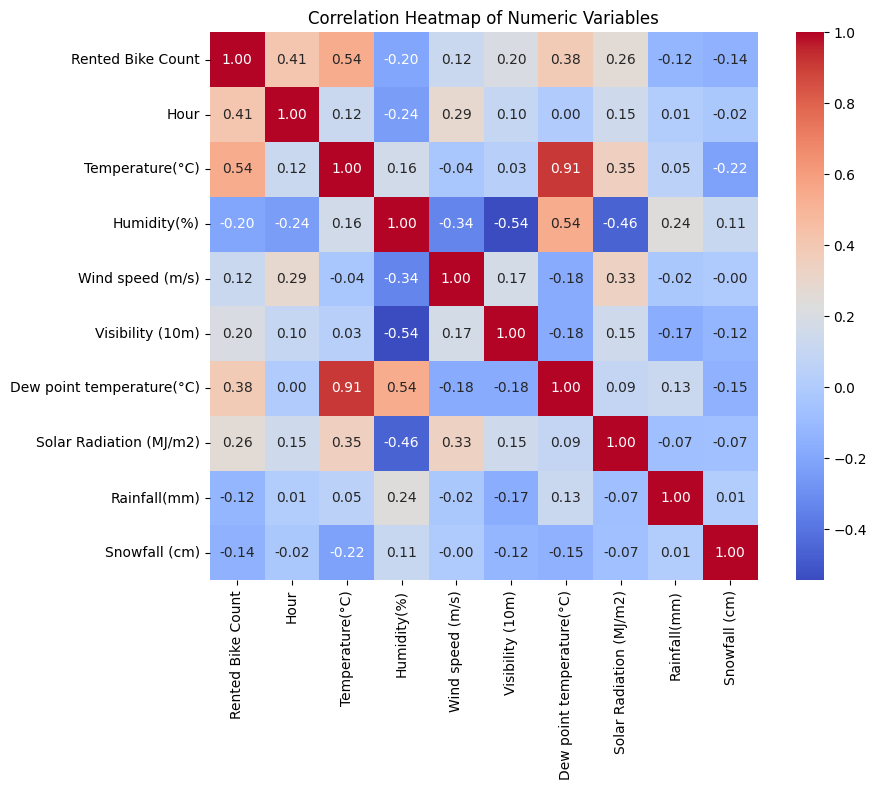 Correlation Heatmap of Numeric Variables
Rented Bike Count 1.00 0.41 0.54 -0.20 0.12 0.20 0.38 0.26 -0.12 -0.14
Hour 0.41 1.00 0.12 -0.24 0.29 0.10 0.00 0.15 0.01 -0.02
Temperature(°C) 0.54 0.12 1.00 0.16 -0.04 0.03 0.91 0.35 0.05 -0.22
Humidity(%) -0.20 -0.24 0.16 1.00 -0.34 -0.54 0.54 -0.46 0.24 0.11
Wind speed (m/s) 0.12 0.29 -0.04 -0.34 1.00 0.17 -0.18 0.33 -0.02 -0.00
Visibility (10m) 0.20 0.10 0.03 -0.54 0.17 1.00 -0.18 0.15 -0.17 -0.12
Dew point temperature(°C) 0.38 0.00 0.91 0.54 -0.18 -0.18 1.00 0.09 0.13 -0.15
Solar Radiation (MJ/m2) 0.26 0.15 0.35 -0.46 0.33 0.15 0.09 1.00 -0.07 -0.07
Rainfall(mm) -0.12 0.01 0.05 0.24 -0.02 -0.17 0.13 -0.07 1.00 0.01
Snowfall (cm) -0.14 -0.02 -0.22 0.11 -0.00 -0.12 -0.15 -0.07 0.01 1.00
Rented Bike Count
Hour
Temperature(°C)
Humidity(%)
Wind speed (m/s)
Visibility (10m)
Dew point temperature(°C)
Solar Radiation (MJ/m2)
Rainfall(mm)
Snowfall (cm)
1.0
0.8
0.6
0.4
0.2
0.0
−0.2
−0.4